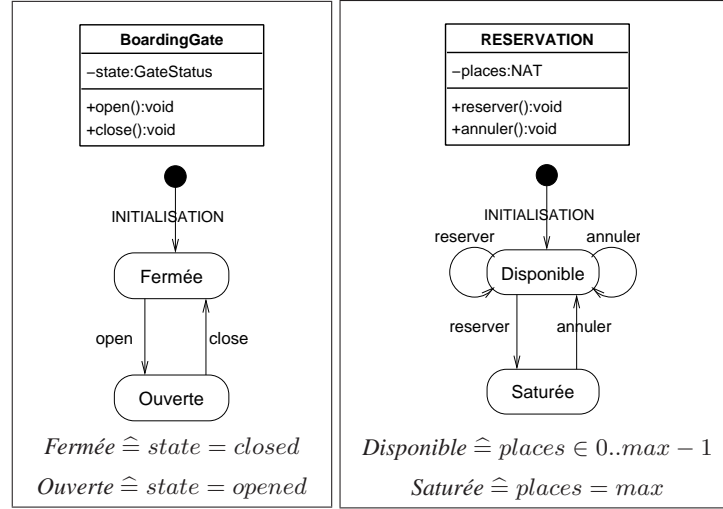 BoardingGate
−state:GateStatus
+open():void
+close():void
INITIALISATION
Fermée
open
close
Ouverte
Fermée ≙ state = closed
Ouverte ≙ state = opened
RESERVATION
−places:NAT
+reserver():void
+annuler():void
INITIALISATION
reserver
annuler
Disponible
reserver
annuler
Saturée
Disponible ≙ places ∈ 0..max − 1
Saturée ≙ places = max